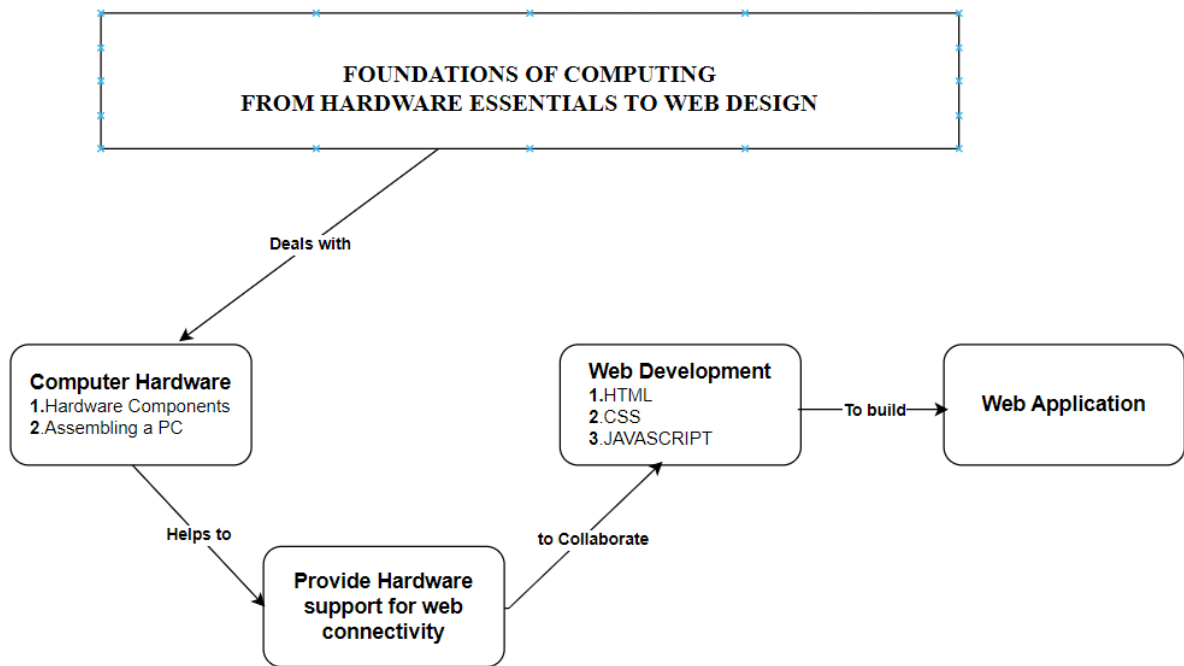 FOUNDATIONS OF COMPUTING
FROM HARDWARE ESSENTIALS TO WEB DESIGN
Deals with
Computer Hardware
1.Hardware Components
2.Assembling a PC
Helps to
Provide Hardware
support for web
connectivity
to Collaborate
Web Development
1.HTML
2.CSS
3.JAVASCRIPT
To build
Web Application